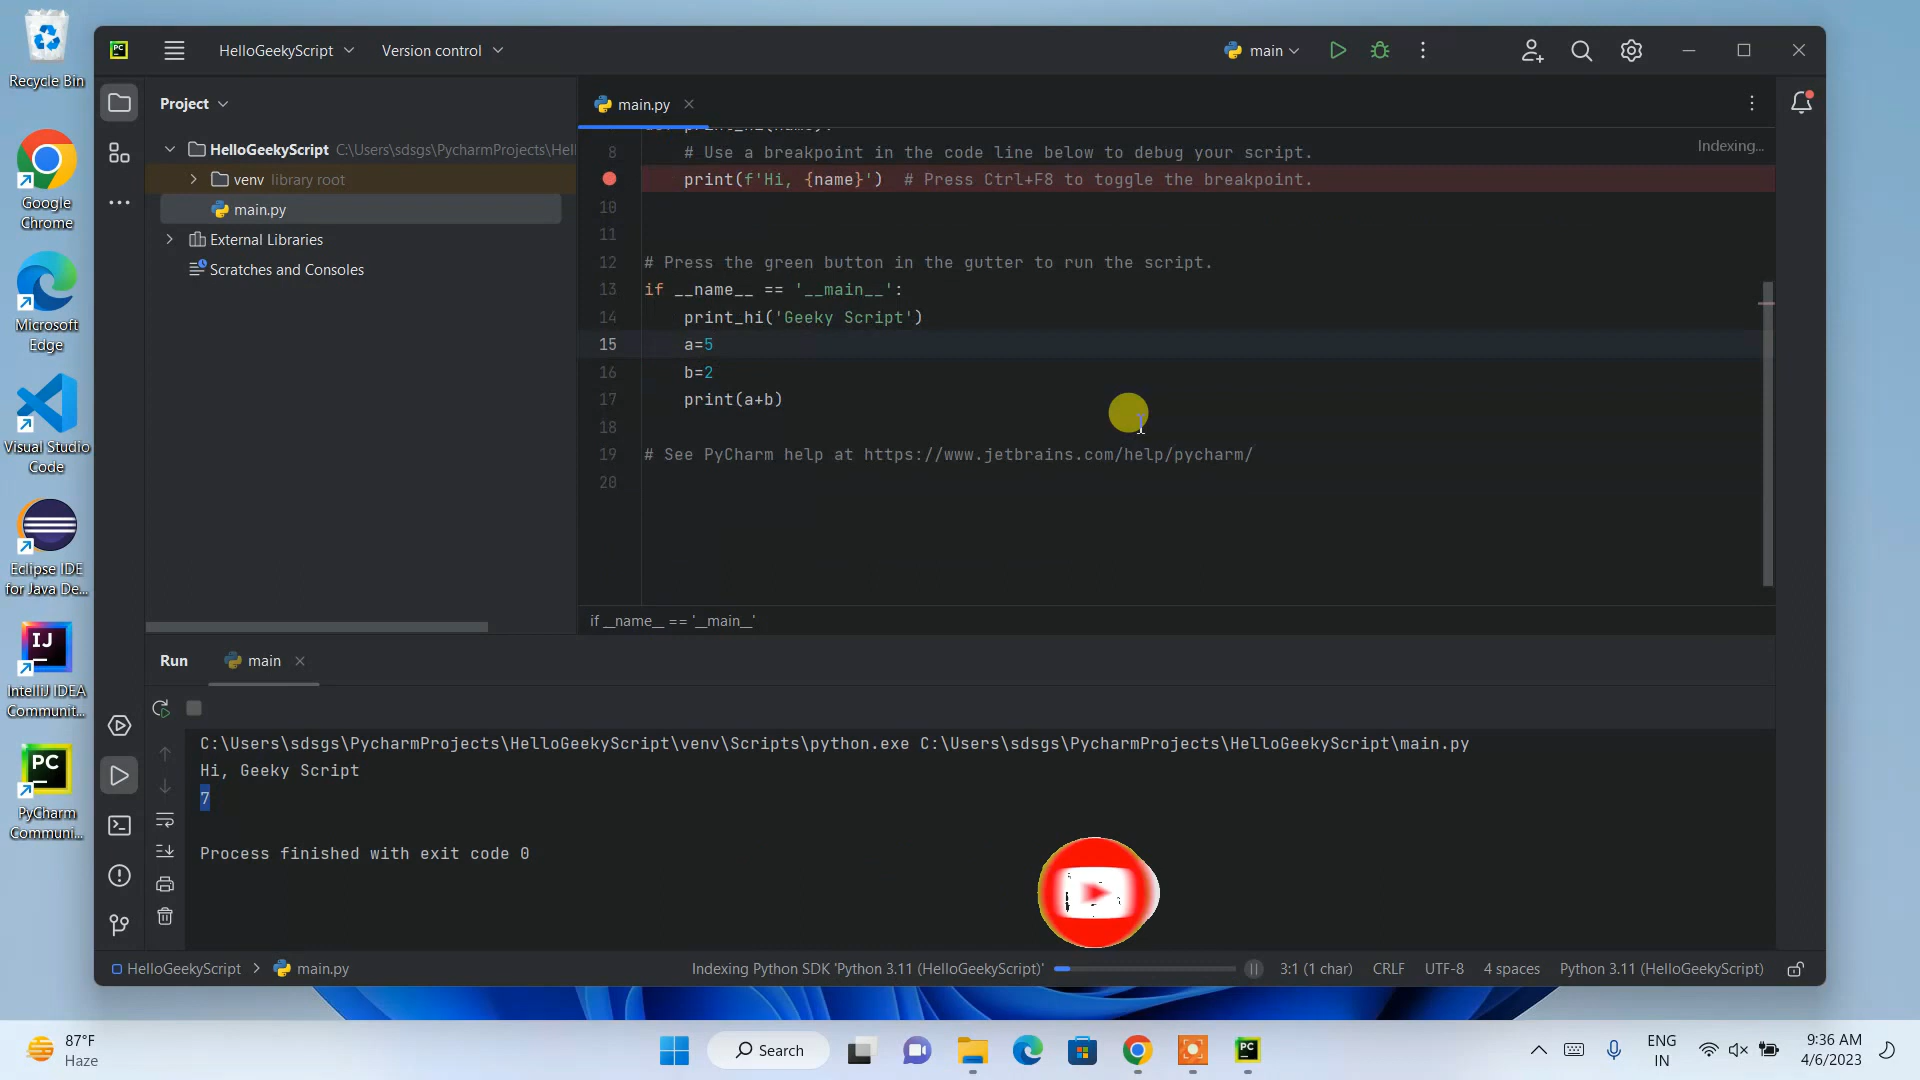 Recycle Bin
Google
Chrome
Microsoft
Edge
Visual Studio
Code
Eclipse IDE
for Java De...
IntelliJ IDEA
Communit...
PyCharm
Communi...
HelloGeekyScript
Version control
main
Project
HelloGeekyScript C:\Users\sdsgs\PycharmProjects\Hel
venv library root
main.py
External Libraries
Scratches and Consoles
main.py
Indexing...
8 # Use a breakpoint in the code line below to debug your script.
print(f'Hi, {name}')  # Press Ctrl+F8 to toggle the breakpoint.
10
11
12 # Press the green button in the gutter to run the script.
13 if __name__ == '__main__':
14 print_hi('Geeky Script')
15 a=5
16 b=2
17 print(a+b)
18
19 # See PyCharm help at https://www.jetbrains.com/help/pycharm/
20
if __name__ == '__main__'
Run
main
C:\Users\sdsgs\PycharmProjects\HelloGeekyScript\venv\Scripts\python.exe C:\Users\sdsgs\PycharmProjects\HelloGeekyScript\main.py
Hi, Geeky Script
7
Process finished with exit code 0
HelloGeekyScript > main.py
Indexing Python SDK 'Python 3.11 (HelloGeekyScript)'
3:1 (1 char)
CRLF
UTF-8
4 spaces
Python 3.11 (HelloGeekyScript)
87°F
Haze
Search
ENG
IN
9:36 AM
4/6/2023